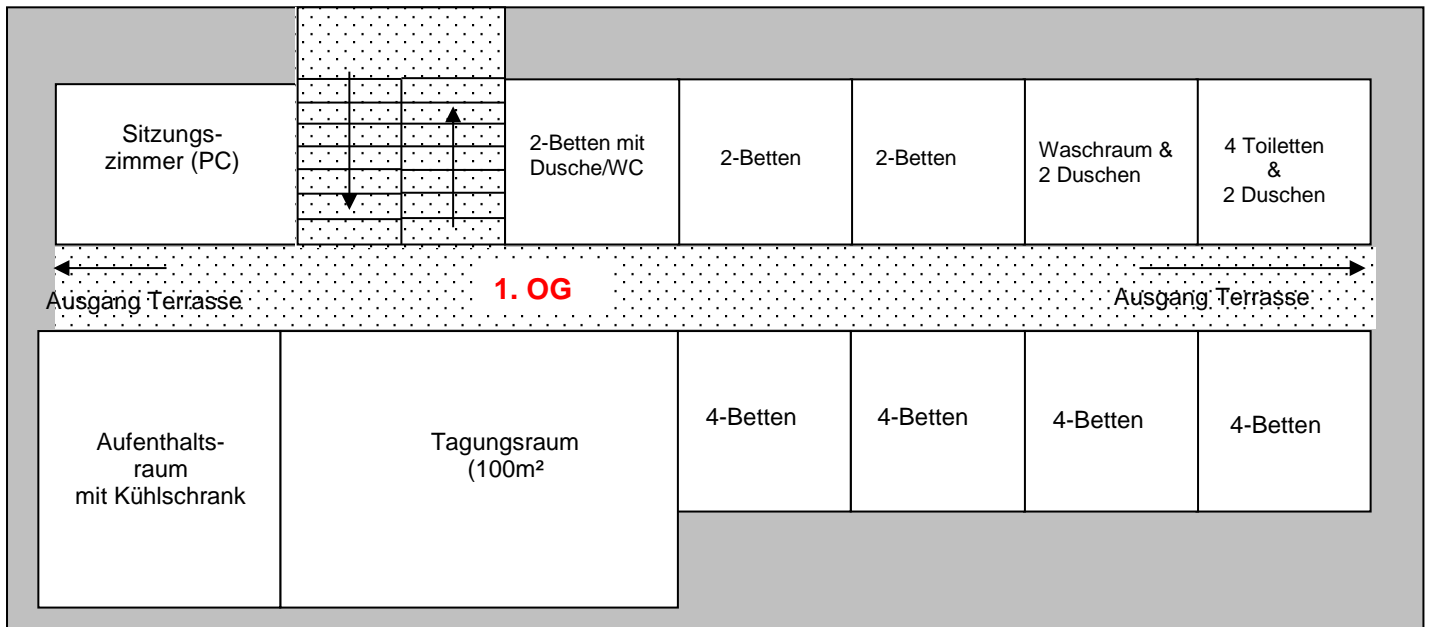 Sitzungs-
zimmer (PC)
2-Betten mit
Dusche/WC
2-Betten
2-Betten
Waschraum &
2 Duschen
4 Toiletten
&
2 Duschen
Ausgang Terrasse
1. OG
Ausgang Terrasse
Aufenthalts-
raum
mit Kühlschrank
Tagungsraum
(100m²
4-Betten
4-Betten
4-Betten
4-Betten